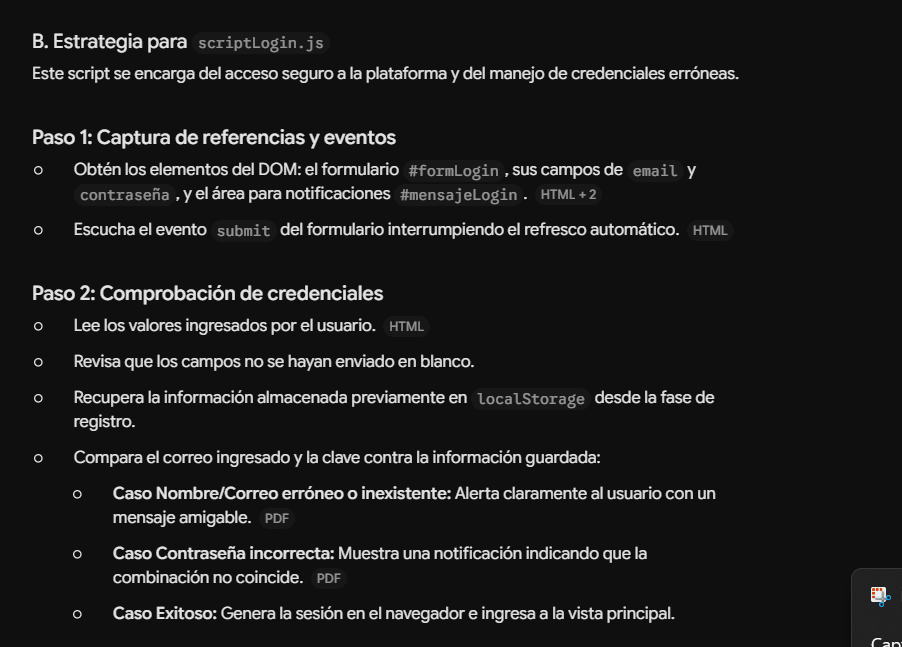 B. Estrategia para scriptLogin.js
Este script se encarga del acceso seguro a la plataforma y del manejo de credenciales erróneas.
Paso 1: Captura de referencias y eventos
Obtén los elementos del DOM: el formulario #formLogin , sus campos de email y
contraseña , y el área para notificaciones #mensajeLogin . HTML + 2
Escucha el evento submit del formulario interrumpiendo el refresco automático. HTML
Paso 2: Comprobación de credenciales
Lee los valores ingresados por el usuario. HTML
Revisa que los campos no se hayan enviado en blanco.
Recupera la información almacenada previamente en localStorage desde la fase de
registro.
Compara el correo ingresado y la clave contra la información guardada:
Caso Nombre/Correo erróneo o inexistente: Alerta claramente al usuario con un
mensaje amigable. PDF
Caso Contraseña incorrecta: Muestra una notificación indicando que la
combinación no coincide. PDF
Caso Exitoso: Genera la sesión en el navegador e ingresa a la vista principal.